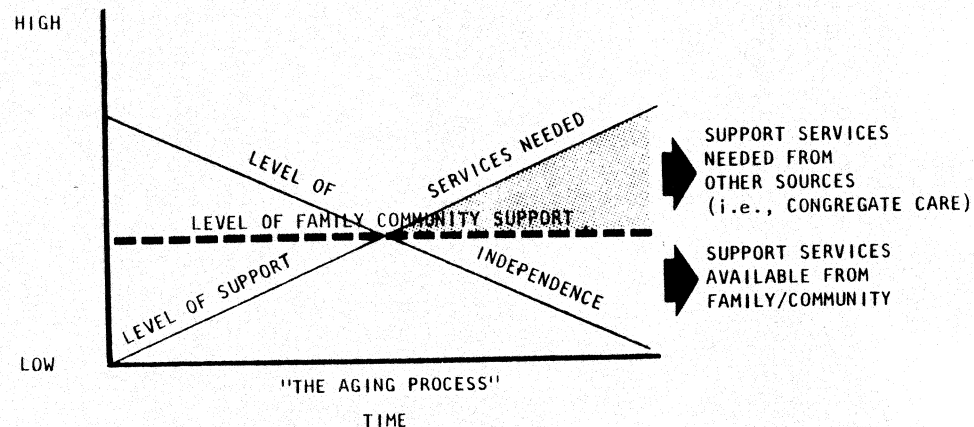 HIGH
LEVEL OF
SERVICES NEEDED
LEVEL OF FAMILY COMMUNITY SUPPORT
LEVEL OF SUPPORT
INDEPENDENCE
SUPPORT SERVICES
NEEDED FROM
OTHER SOURCES
(i.e., CONGREGATE CARE)
SUPPORT SERVICES
AVAILABLE FROM
FAMILY/COMMUNITY
LOW
"THE AGING PROCESS"
TIME